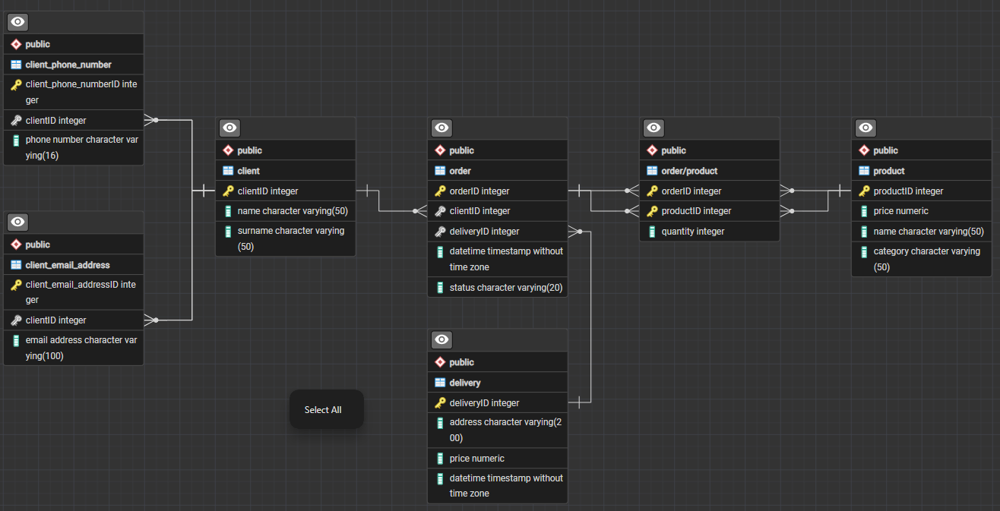 public
client_phone_number
client_phone_numberID inte
ger
clientID integer
phone number character var
ying(16)
public
client_email_address
client_email_addressID inte
ger
clientID integer
email address character var
ying(100)
public
client
clientID integer
name character varying(50)
surname character varying
(50)
public
order
orderID integer
clientID integer
deliveryID integer
datetime timestamp without
time zone
status character varying(20)
public
delivery
deliveryID integer
address character varying(2
00)
price numeric
datetime timestamp without
time zone
public
order/product
orderID integer
productID integer
quantity integer
public
product
productID integer
price numeric
name character varying(50)
category character varying
(50)
Select All